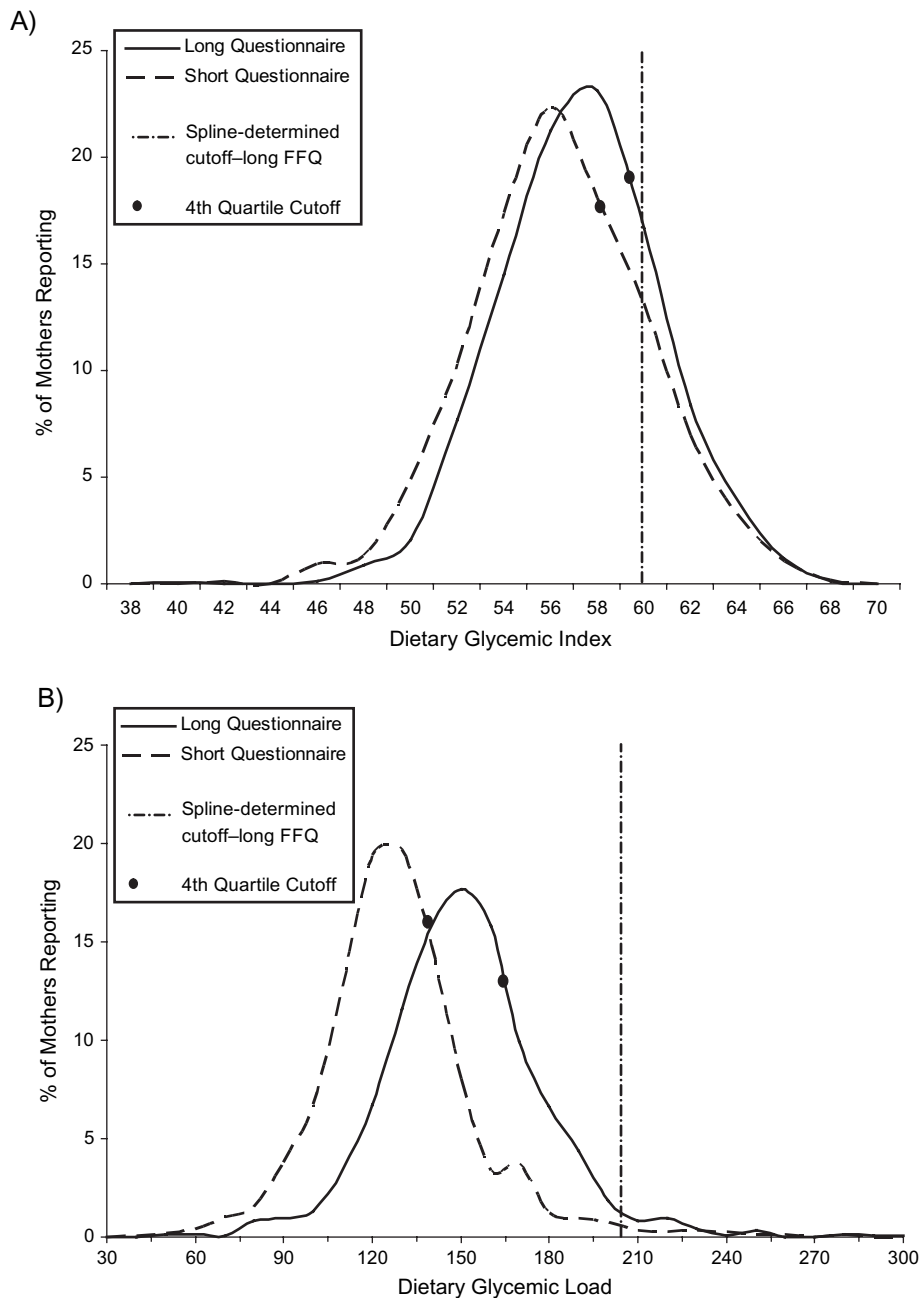 A)
Long Questionnaire
Short Questionnaire
Spline-determined
cutoff–long FFQ
4th Quartile Cutoff
% of Mothers Reporting
25
20
15
10
5
0
38 40 42 44 46 48 50 52 54 56 58 60 62 64 66 70
Dietary Glycemic Index
B)
Long Questionnaire
Short Questionnaire
Spline-determined
cutoff–long FFQ
4th Quartile Cutoff
% of Mothers Reporting
25
20
15
10
5
0
30 60 90 120 150 180 210 240 270 300
Dietary Glycemic Load